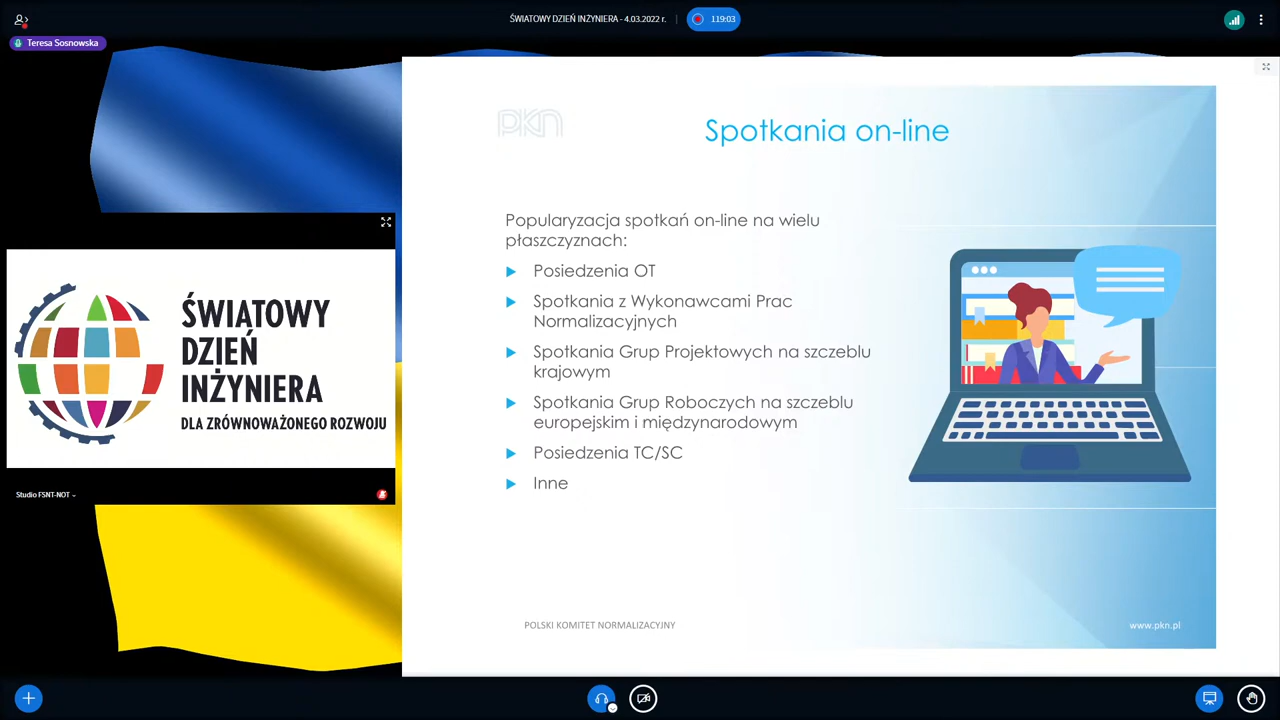 ŚWIATOWY DZIEŃ INŻYNIERA - 4.03.2022 r.
119:03
Teresa Sosnowska
ŚWIATOWY
DZIEŃ
INŻYNIERA
DLA ZRÓWNOWAŻONEGO ROZWOJU
Studio FSNT-NOT
pkn
Spotkania on-line
Popularyzacja spotkań on-line na wielu
płaszczyznach:
Posiedzenia OT
Spotkania z Wykonawcami Prac
Normalizacyjnych
Spotkania Grup Projektowych na szczeblu
krajowym
Spotkania Grup Roboczych na szczeblu
europejskim i międzynarodowym
Posiedzenia TC/SC
Inne
POLSKI KOMITET NORMALIZACYJNY
www.pkn.pl